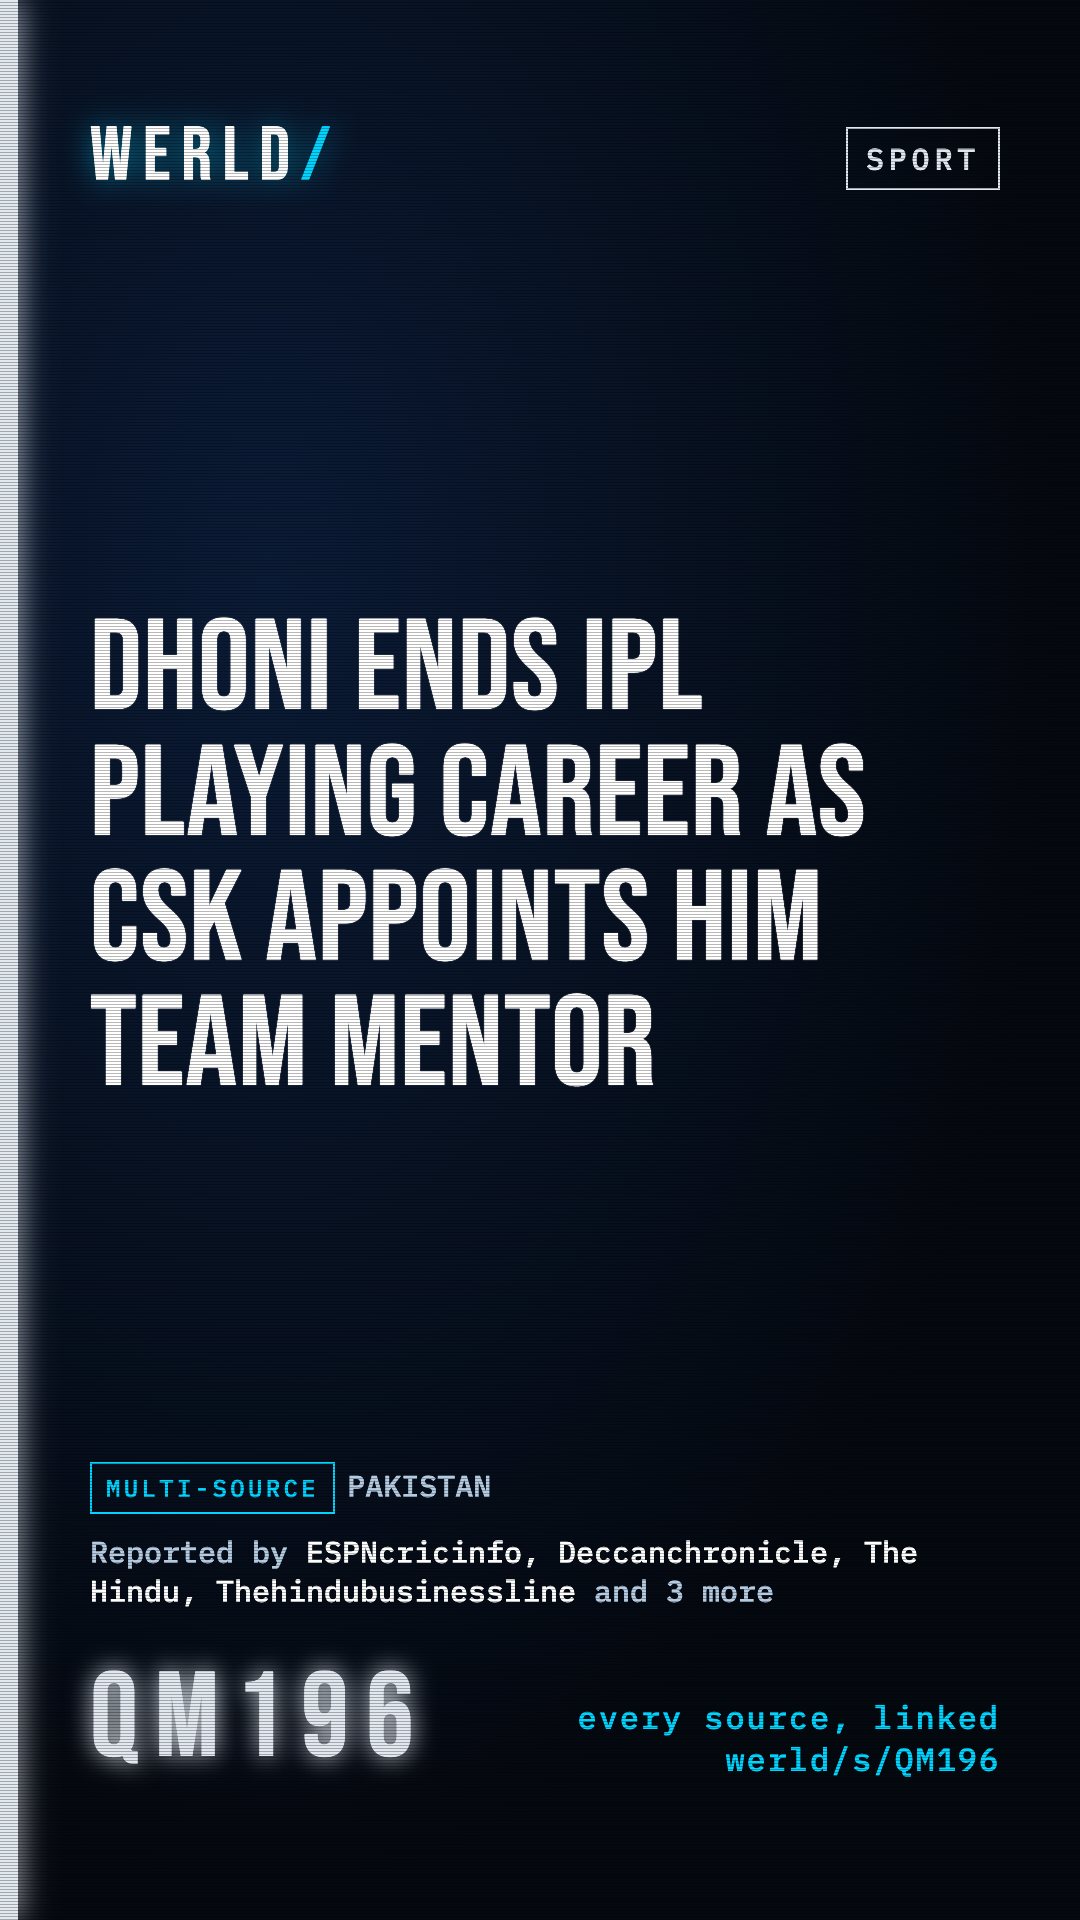 WERLD/
SPORT
DHONI ENDS IPL
PLAYING CAREER AS
CSK APPOINTS HIM
TEAM MENTOR
MULTI-SOURCE PAKISTAN
Reported by ESPNcricinfo, Deccanchronicle, The
Hindu, Thehindubusinessline and 3 more
QM196
every source, linked
werld/s/QM196